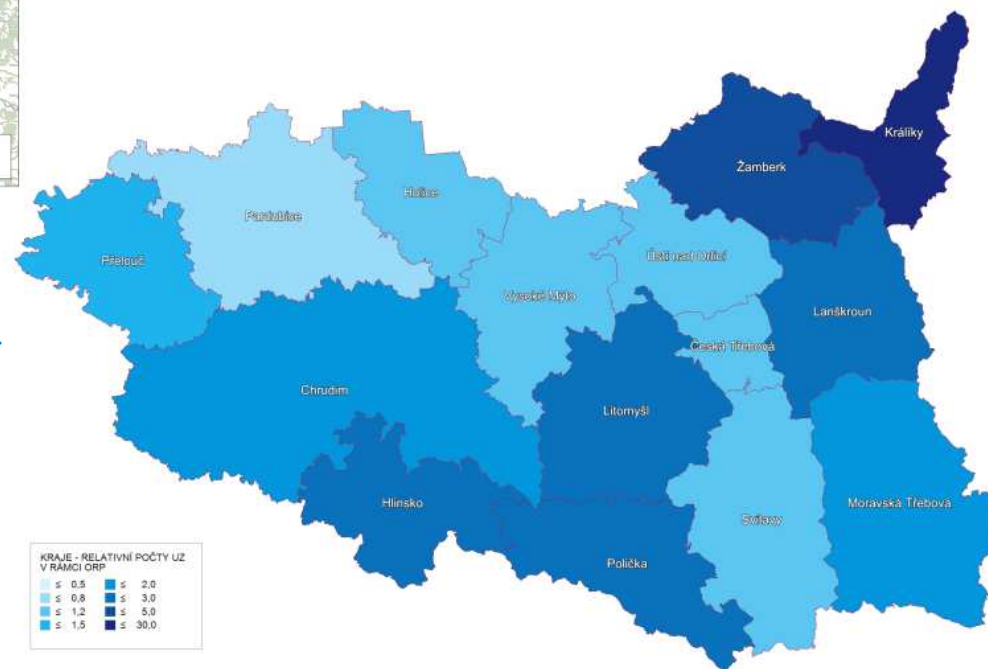 Králíky
Žamberk
Holice
Pardubice
Ústí nad Orlicí
Přelouč
Vysoké Mýto
Lanškroun
Česká Třebová
Chrudim
Litomyšl
Hlinsko
Moravská Třebová
Svitavy
Polička
KRAJE - RELATIVNÍ POČTY UZ
V RÁMCI ORP
≤ 0,5 ≤ 2,0
≤ 0,8 ≤ 3,0
≤ 1,2 ≤ 5,0
≤ 1,5 ≤ 30,0